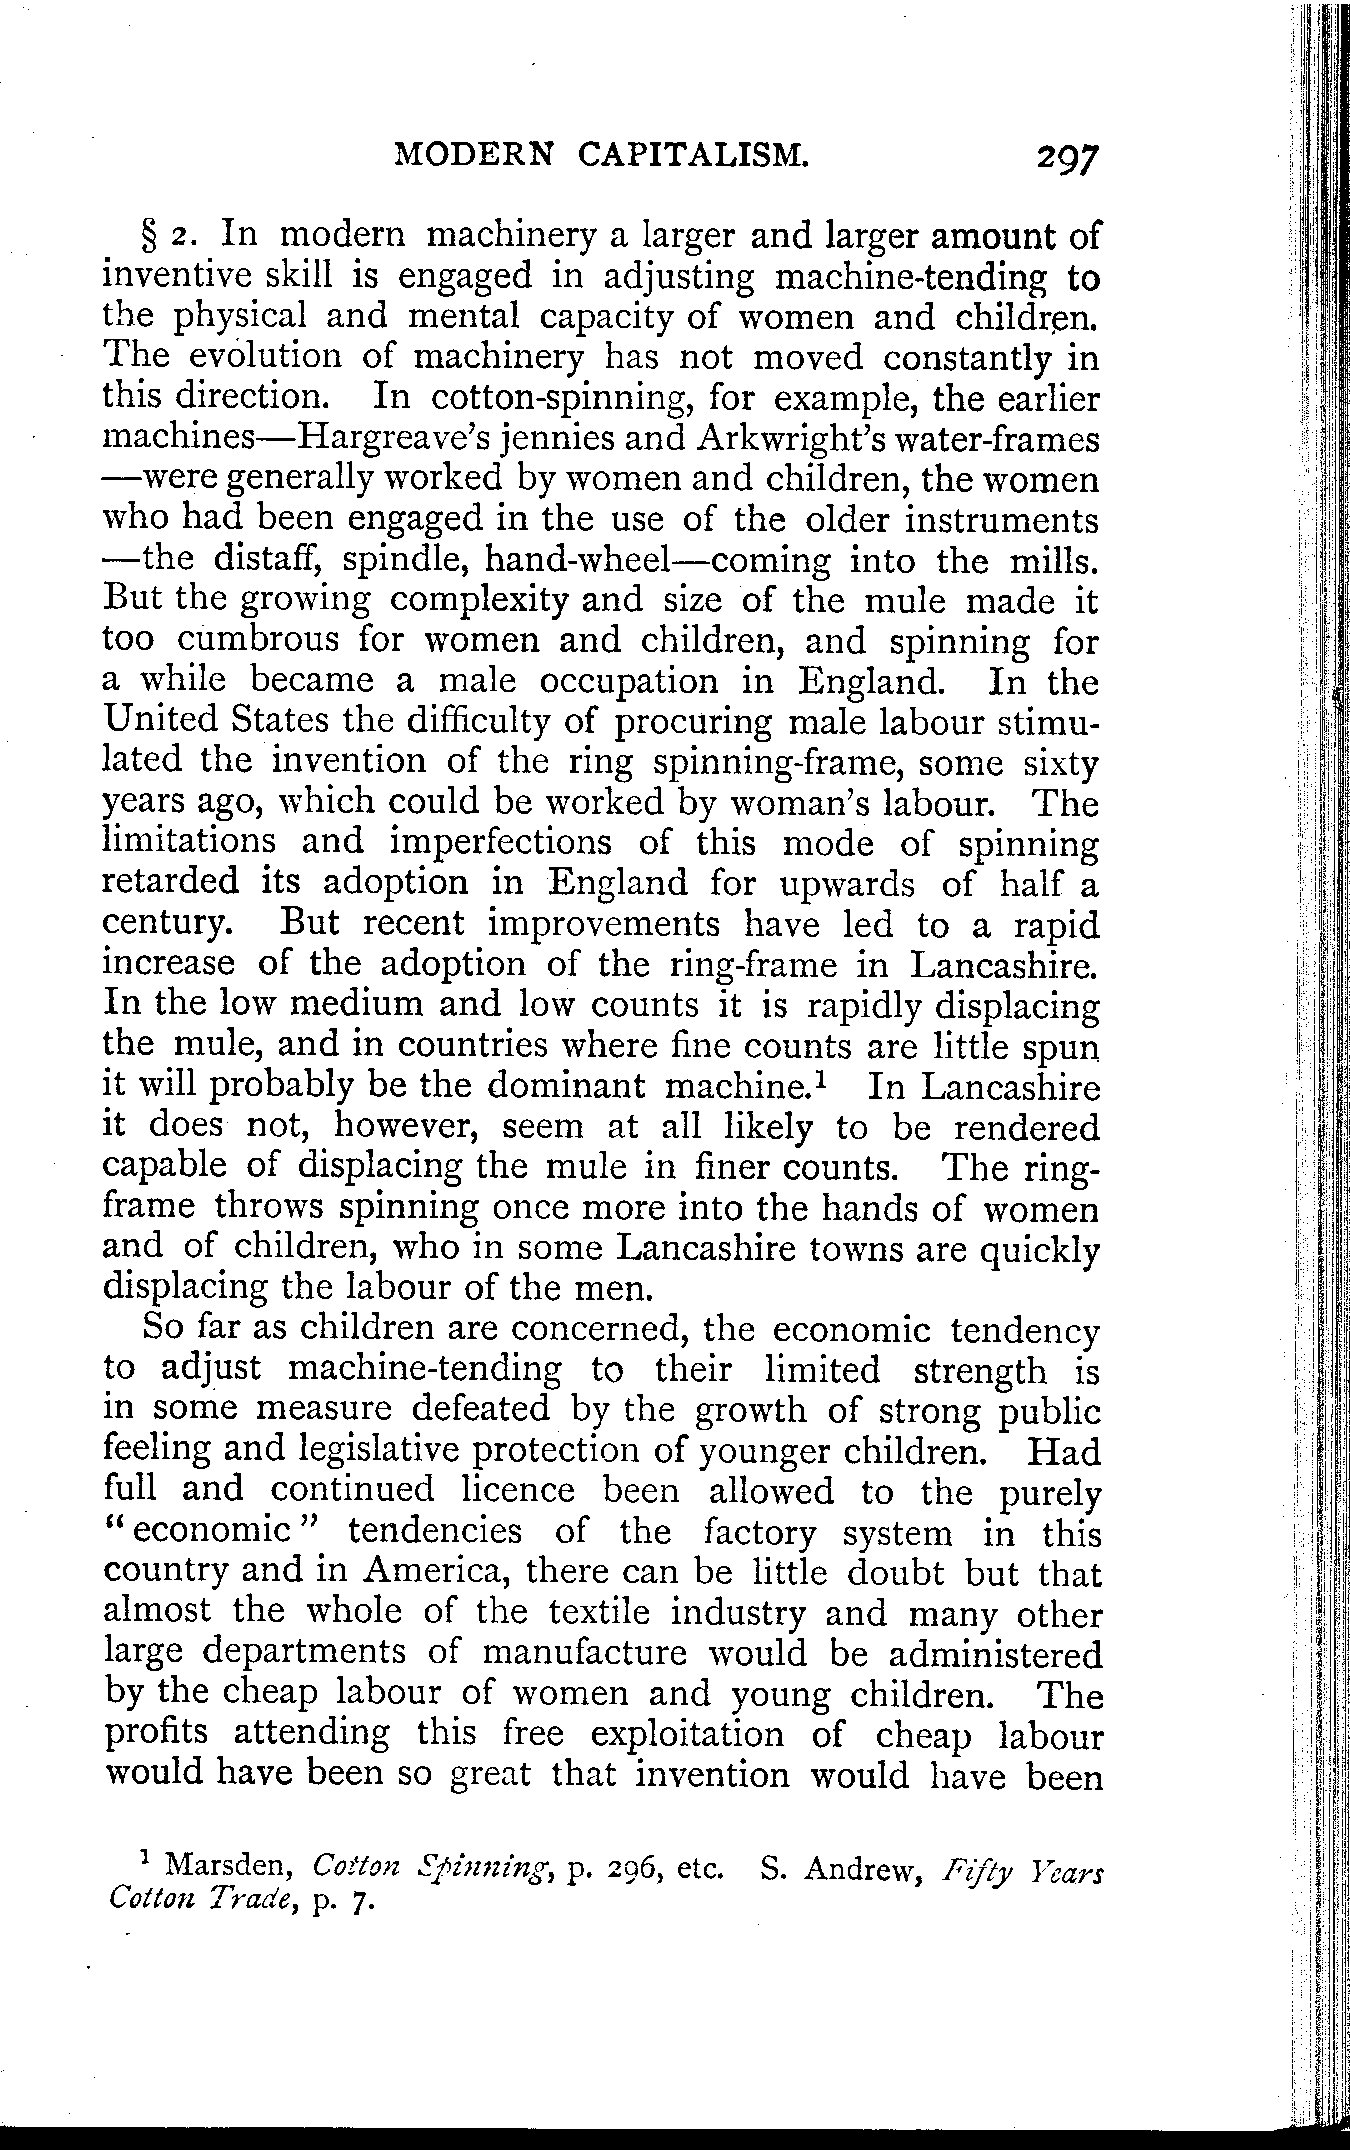 MODERN CAPITALISM. 297
§ 2. In modern machinery a larger and larger amount of
inventive skill is engaged in adjusting machine-tending to
the physical and mental capacity of women and children.
The evolution of machinery has not moved constantly in
this direction. In cotton-spinning, for example, the earlier
machines—Hargreave's jennies and Arkwright's water-frames
—were generally worked by women and children, the women
who had been engaged in the use of the older instruments
—the distaff, spindle, hand-wheel—coming into the mills.
But the growing complexity and size of the mule made it
too cumbrous for women and children, and spinning for
a while became a male occupation in England. In the
United States the difficulty of procuring male labour stimu-
lated the invention of the ring spinning-frame, some sixty
years ago, which could be worked by woman's labour. The
limitations and imperfections of this mode of spinning
retarded its adoption in England for upwards of half a
century. But recent improvements have led to a rapid
increase of the adoption of the ring-frame in Lancashire.
In the low medium and low counts it is rapidly displacing
the mule, and in countries where fine counts are little spun
it will probably be the dominant machine.¹ In Lancashire
it does not, however, seem at all likely to be rendered
capable of displacing the mule in finer counts. The ring-
frame throws spinning once more into the hands of women
and of children, who in some Lancashire towns are quickly
displacing the labour of the men.
So far as children are concerned, the economic tendency
to adjust machine-tending to their limited strength is
in some measure defeated by the growth of strong public
feeling and legislative protection of younger children. Had
full and continued licence been allowed to the purely
"economic" tendencies of the factory system in this
country and in America, there can be little doubt but that
almost the whole of the textile industry and many other
large departments of manufacture would be administered
by the cheap labour of women and young children. The
profits attending this free exploitation of cheap labour
would have been so great that invention would have been
¹ Marsden, Cotton Spinning, p. 296, etc. S. Andrew, Fifty Years
Cotton Trade, p. 7.